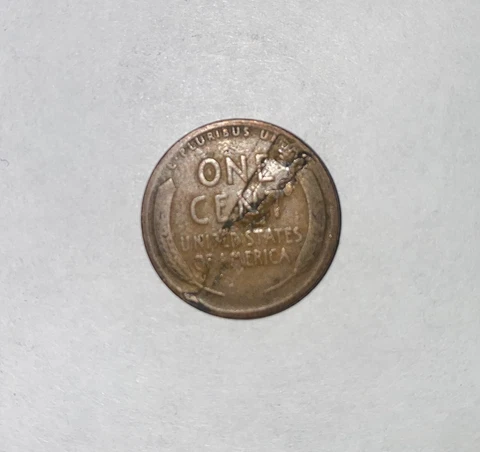 PLURIBUS
ONE
CENT
UNITED STATES
OF AMERICA